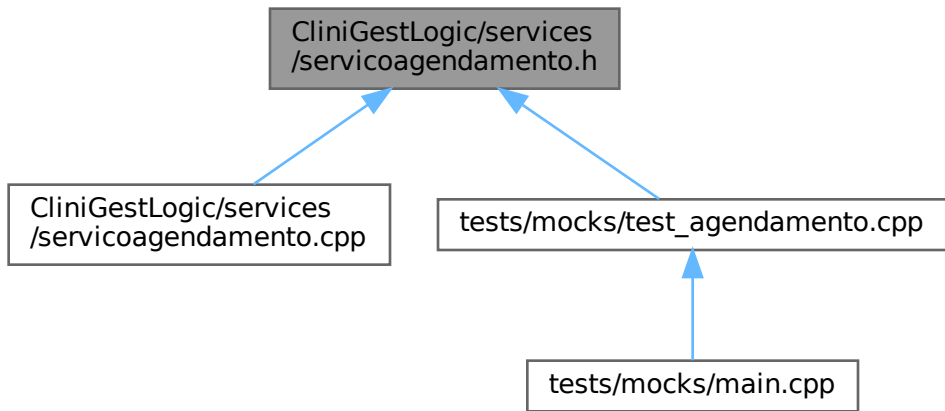 CliniGestLogic/services
/servicoagendamento.h
CliniGestLogic/services
/servicoagendamento.cpp
tests/mocks/test_agendamento.cpp
tests/mocks/main.cpp